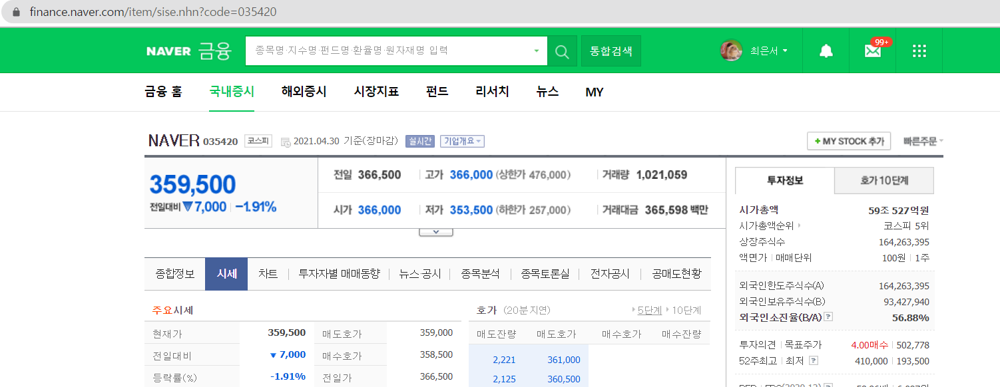 finance.naver.com/item/sise.nhn?code=035420
NAVER 금융 종목명·지수명·펀드명·환율명·원자재명 입력 통합검색 최은서 99+
금융 홈 국내증시 해외증시 시장지표 펀드 리서치 뉴스 MY
NAVER 035420 코스피 2021.04.30 기준(장마감) 실시간 기업개요 + MY STOCK 추가 빠른주문
359,500
전일대비 ▼7,000 -1.91%
전일 366,500 고가 366,000 (상한가 476,000) 거래량 1,021,059
시가 366,000 저가 353,500 (하한가 257,000) 거래대금 365,598 백만
종합정보 시세 차트 투자자별 매매동향 뉴스·공시 종목분석 종목토론실 전자공시 공매도현황
주요시세
현재가 359,500 매도호가 359,000
전일대비 ▼ 7,000 매수호가 358,500
등락률(%) -1.91% 전일가 366,500
호가 (20분지연) 5단계 10단계
매도잔량 매도호가 매수호가 매수잔량
2,221 361,000
2,125 360,500
투자정보 호가 10단계
시가총액 59조 527억원
시가총액순위 코스피 5위
상장주식수 164,263,395
액면가 매매단위 100원 1주
외국인한도주식수(A) 164,263,395
외국인보유주식수(B) 93,427,940
외국인소진율(B/A) ? 56.88%
투자의견 목표주가 4.00매수 502,778
52주최고 최저 ? 410,000 193,500